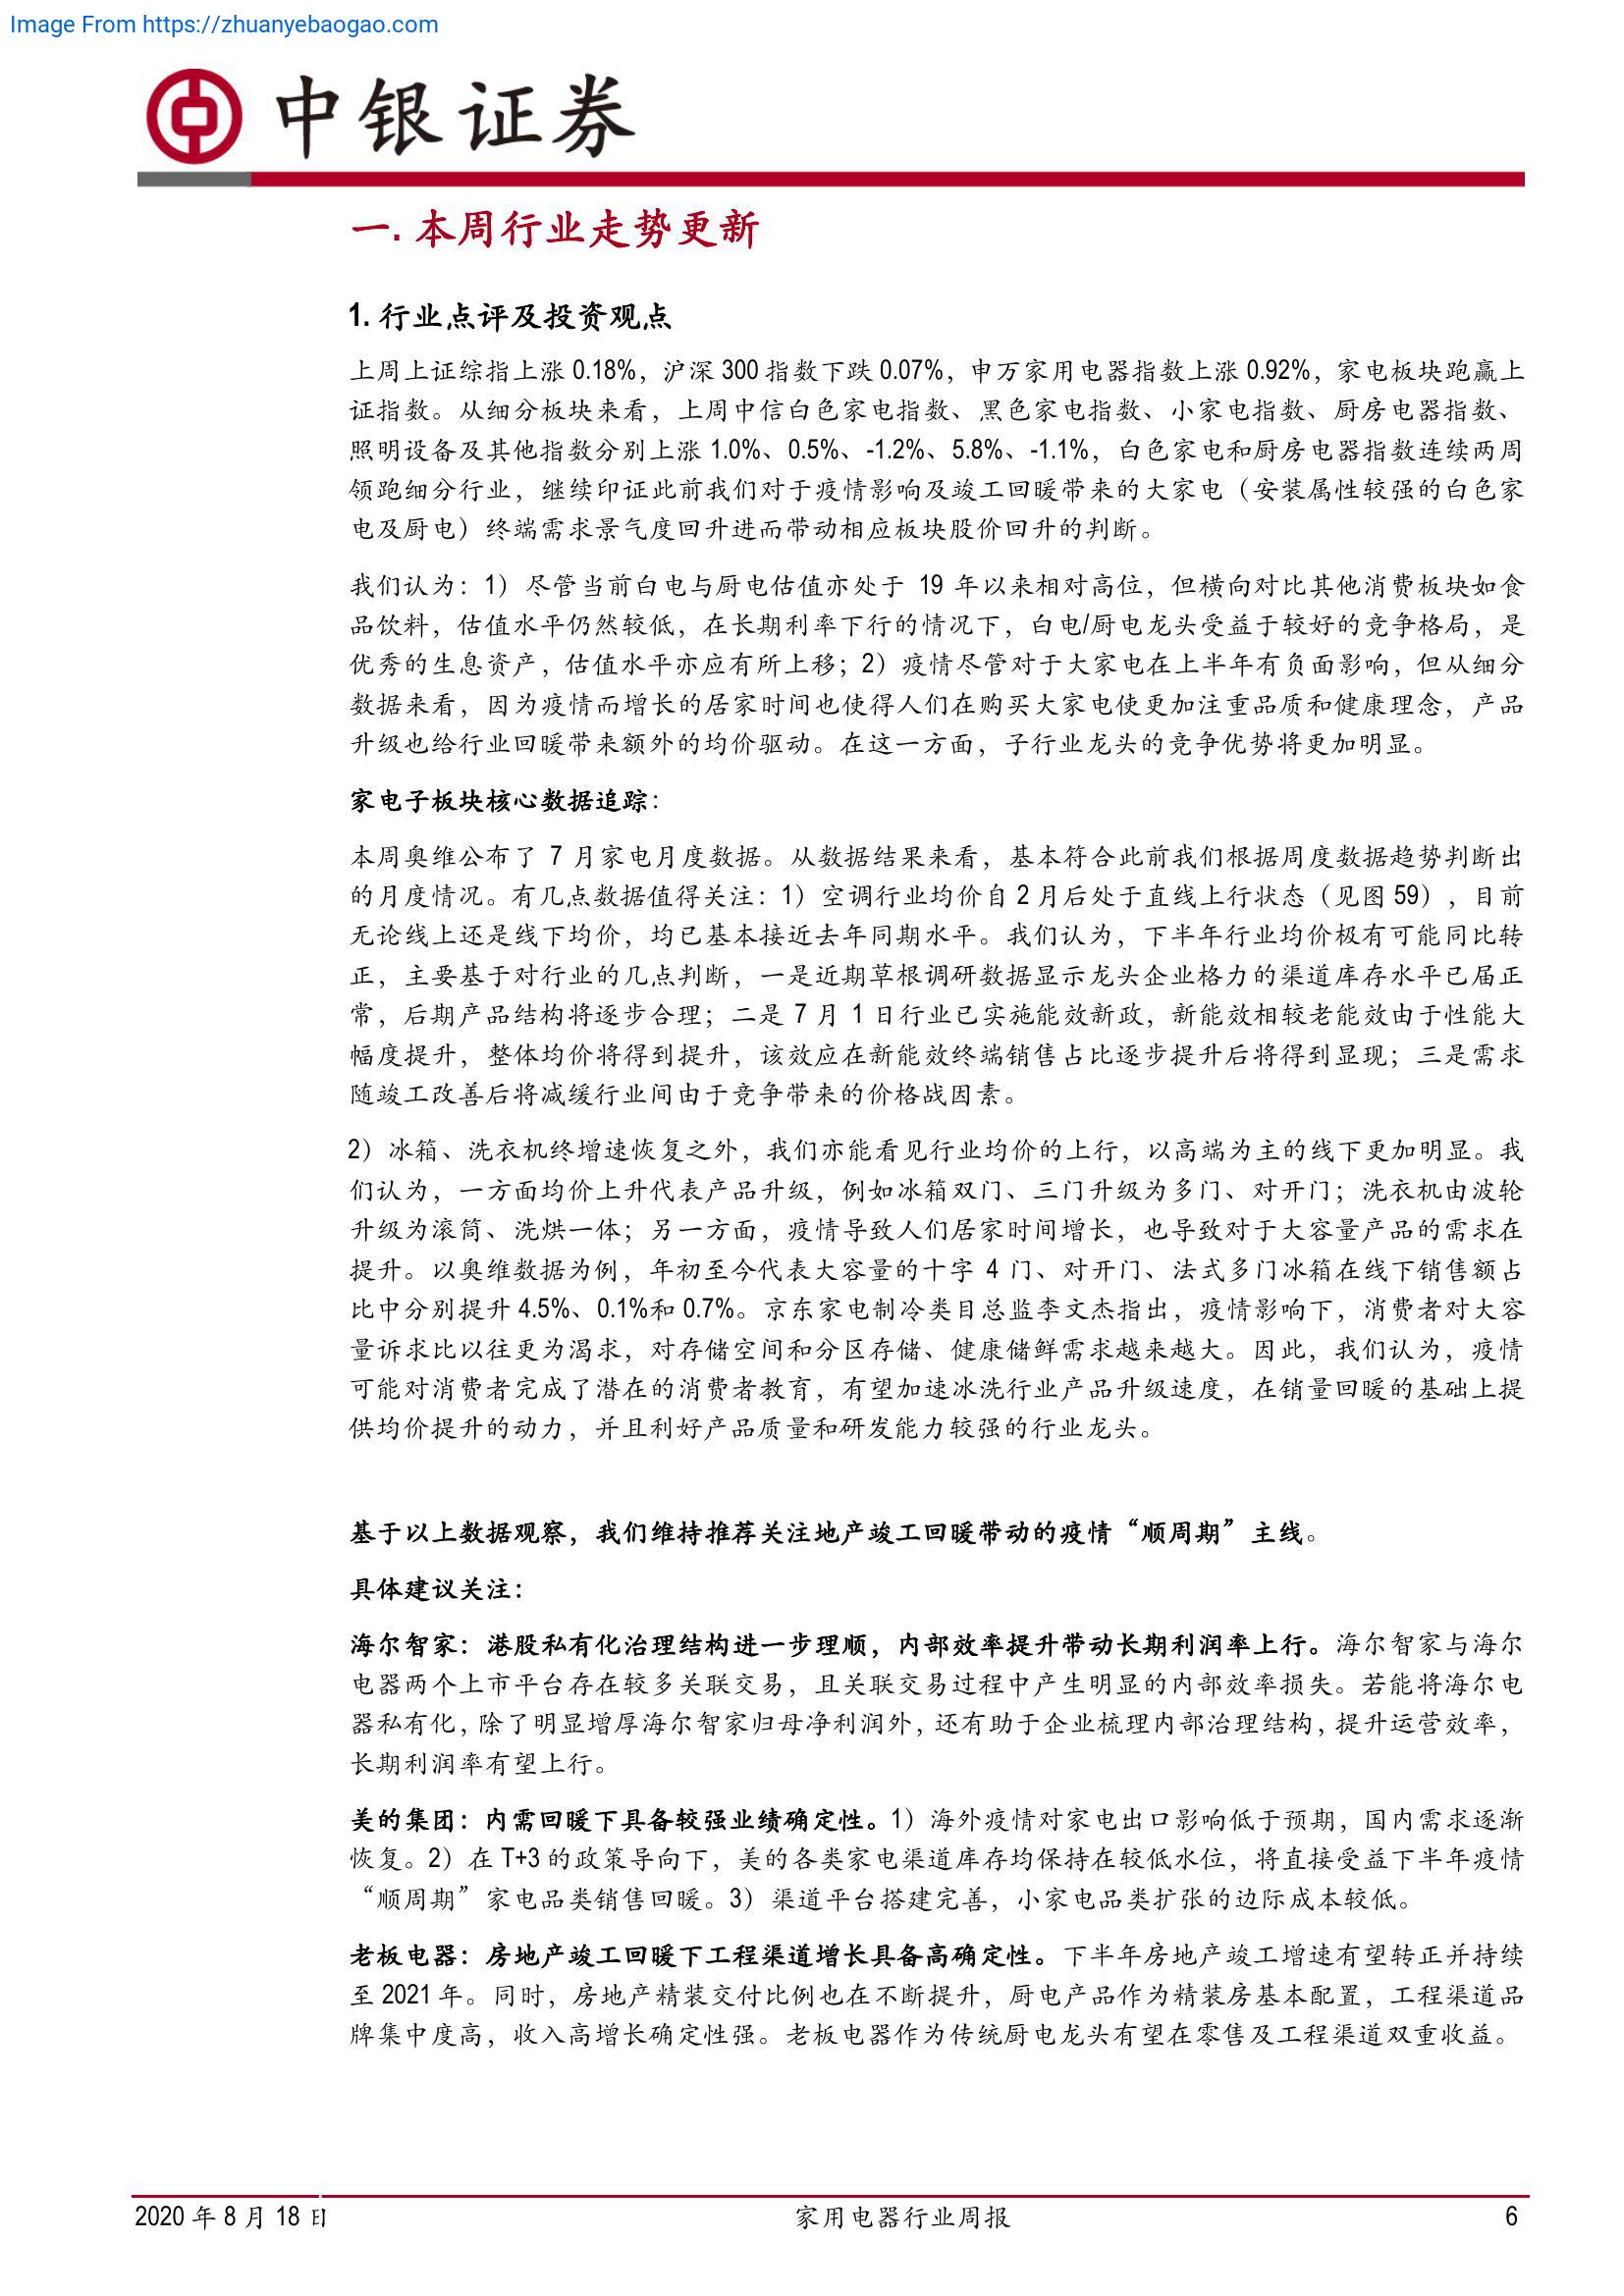 Image From https://zhuanyebaogao.com
中银证券
一. 本周行业走势更新
1. 行业点评及投资观点
上周上证综指上涨 0.18%，沪深 300 指数下跌 0.07%，申万家用电器指数上涨 0.92%，家电板块跑赢上
证指数。从细分板块来看，上周中信白色家电指数、黑色家电指数、小家电指数、厨房电器指数、
照明设备及其他指数分别上涨 1.0%、0.5%、-1.2%、5.8%、-1.1%，白色家电和厨房电器指数连续两周
领跑细分行业，继续印证此前我们对于疫情影响及竣工回暖带来的大家电（安装属性较强的白色家
电及厨电）终端需求景气度回升进而带动相应板块股价回升的判断。
我们认为：1）尽管当前白电与厨电估值亦处于 19 年以来相对高位，但横向对比其他消费板块如食
品饮料，估值水平仍然较低，在长期利率下行的情况下，白电/厨电龙头受益于较好的竞争格局，是
优秀的生息资产，估值水平亦应有所上移；2）疫情尽管对于大家电在上半年有负面影响，但从细分
数据来看，因为疫情而增长的居家时间也使得人们在购买大家电使更加注重品质和健康理念，产品
升级也给行业回暖带来额外的均价驱动。在这一方面，子行业龙头的竞争优势将更加明显。
家电子板块核心数据追踪：
本周奥维公布了 7 月家电月度数据。从数据结果来看，基本符合此前我们根据周度数据趋势判断出
的月度情况。有几点数据值得关注：1）空调行业均价自 2 月后处于直线上行状态（见图 59），目前
无论线上还是线下均价，均已基本接近去年同期水平。我们认为，下半年行业均价极有可能同比转
正，主要基于对行业的几点判断，一是近期草根调研数据显示龙头企业格力的渠道库存水平已届正
常，后期产品结构将逐步合理；二是 7 月 1 日行业已实施能效新政，新能效相较老能效由于性能大
幅度提升，整体均价将得到提升，该效应在新能效终端销售占比逐步提升后将得到显现；三是需求
随竣工改善后将减缓行业间由于竞争带来的价格战因素。
2）冰箱、洗衣机终增速恢复之外，我们亦能看见行业均价的上行，以高端为主的线下更加明显。我
们认为，一方面均价上升代表产品升级，例如冰箱双门、三门升级为多门、对开门；洗衣机由波轮
升级为滚筒、洗烘一体；另一方面，疫情导致人们居家时间增长，也导致对于大容量产品的需求在
提升。以奥维数据为例，年初至今代表大容量的十字 4 门、对开门、法式多门冰箱在线下销售额占
比中分别提升 4.5%、0.1%和 0.7%。京东家电制冷类目总监李文杰指出，疫情影响下，消费者对大容
量诉求比以往更为渴求，对存储空间和分区存储、健康储鲜需求越来越大。因此，我们认为，疫情
可能对消费者完成了潜在的消费者教育，有望加速冰洗行业产品升级速度，在销量回暖的基础上提
供均价提升的动力，并且利好产品质量和研发能力较强的行业龙头。
基于以上数据观察，我们维持推荐关注地产竣工回暖带动的疫情“顺周期”主线。
具体建议关注：
海尔智家：港股私有化治理结构进一步理顺，内部效率提升带动长期利润率上行。海尔智家与海尔
电器两个上市平台存在较多关联交易，且关联交易过程中产生明显的内部效率损失。若能将海尔电
器私有化，除了明显增厚海尔智家归母净利润外，还有助于企业梳理内部治理结构，提升运营效率，
长期利润率有望上行。
美的集团：内需回暖下具备较强业绩确定性。1）海外疫情对家电出口影响低于预期，国内需求逐渐
恢复。2）在 T+3 的政策导向下，美的各类家电渠道库存均保持在较低水位，将直接受益下半年疫情
“顺周期”家电品类销售回暖。3）渠道平台搭建完善，小家电品类扩张的边际成本较低。
老板电器：房地产竣工回暖下工程渠道增长具备高确定性。下半年房地产竣工增速有望转正并持续
至 2021 年。同时，房地产精装交付比例也在不断提升，厨电产品作为精装房基本配置，工程渠道品
牌集中度高，收入高增长确定性强。老板电器作为传统厨电龙头有望在零售及工程渠道双重收益。
2020 年 8 月 18 日
家用电器行业周报
6